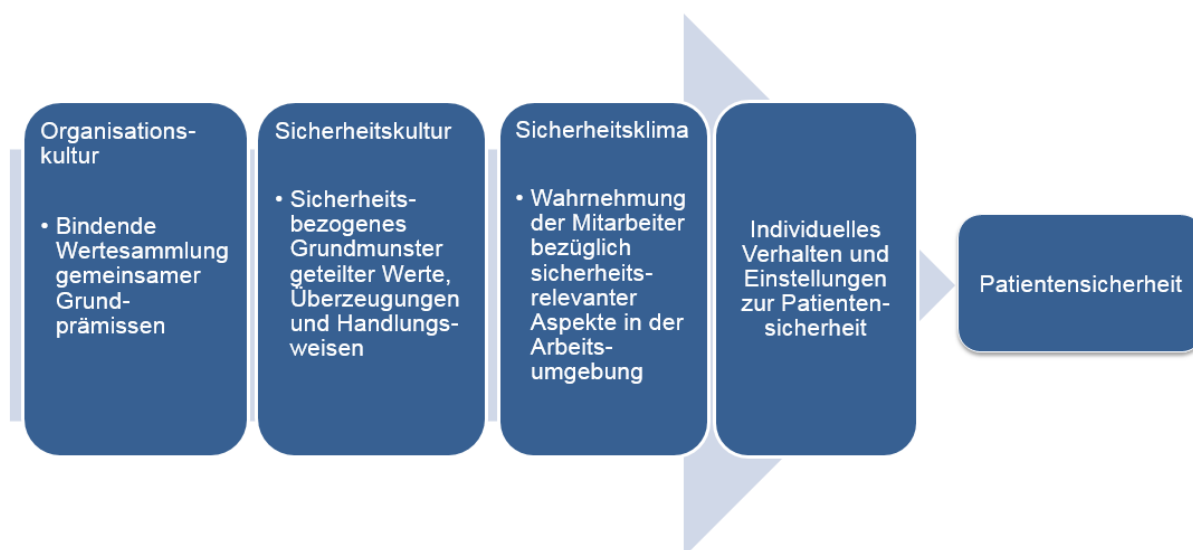 Organisations-
kultur
• Bindende
Wertesammlung
gemeinsamer
Grund-
prämissen
Sicherheitskultur
• Sicherheits-
bezogenes
Grundmunster
geteilter Werte,
Überzeugungen
und Handlungs-
weisen
Sicherheitsklima
• Wahrnehmung
der Mitarbeiter
bezüglich
sicherheits-
relevanter
Aspekte in der
Arbeits-
umgebung
Individuelles
Verhalten und
Einstellungen
zur Patienten-
sicherheit
Patientensicherheit